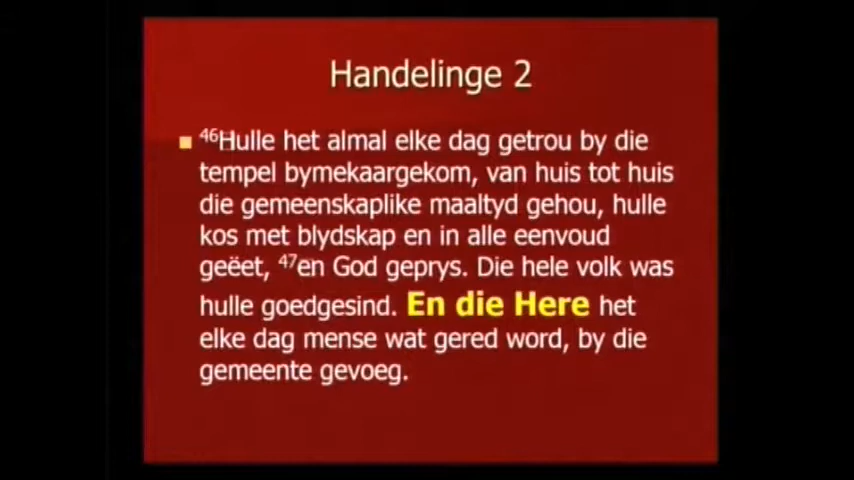 Handelinge 2
⁴⁶Hulle het almal elke dag getrou by die
tempel bymekaargekom, van huis tot huis
die gemeenskaplike maaltyd gehou, hulle
kos met blydskap en in alle eenvoud
geëet, ⁴⁷en God geprys. Die hele volk was
hulle goedgesind. En die Here het
elke dag mense wat gered word, by die
gemeente gevoeg.